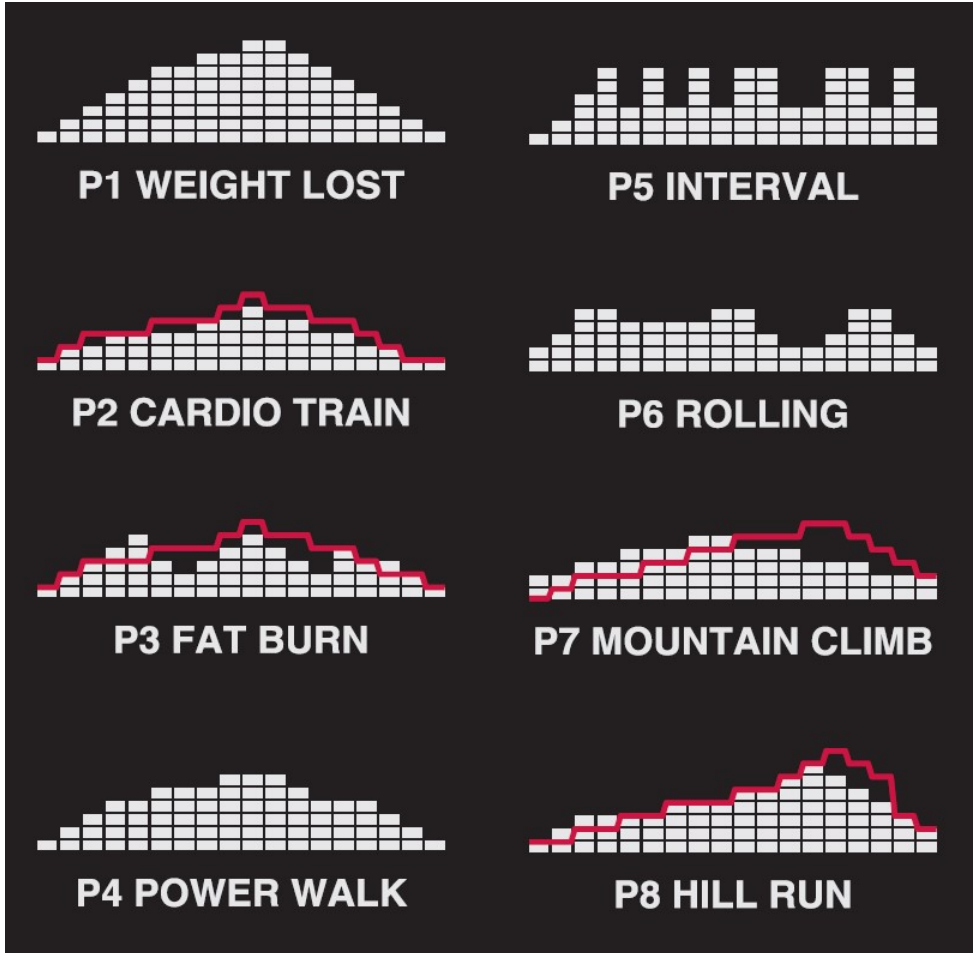 P1 WEIGHT LOST
P5 INTERVAL
P2 CARDIO TRAIN
P6 ROLLING
P3 FAT BURN
P7 MOUNTAIN CLIMB
P4 POWER WALK
P8 HILL RUN